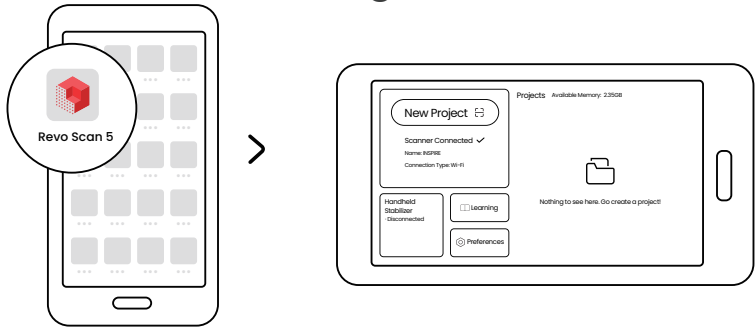 Revo Scan 5
New Project
Scanner Connected
Name: INSPIRE
Connection Type: Wi-Fi
Handheld
Stabilizer
· Disconnected
Learning
Preferences
Projects Available Memory: 2.35GB
Nothing to see here. Go create a project!